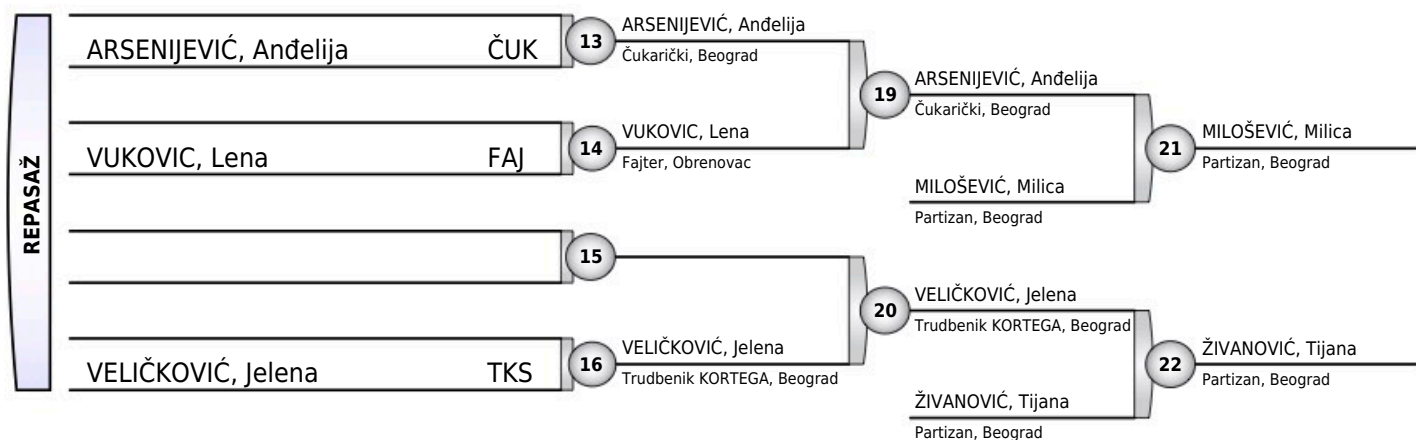 REPASAŽ
ARSENIJEVIĆ, Anđelija ČUK
13
ARSENIJEVIĆ, Anđelija
Čukarički, Beograd
VUKOVIC, Lena FAJ
14
VUKOVIC, Lena
Fajter, Obrenovac
15
VELIČKOVIĆ, Jelena TKS
16
VELIČKOVIĆ, Jelena
Trudbenik KORTEGA, Beograd
19
ARSENIJEVIĆ, Anđelija
Čukarički, Beograd
MILOŠEVIĆ, Milica
Partizan, Beograd
20
VELIČKOVIĆ, Jelena
Trudbenik KORTEGA, Beograd
ŽIVANOVIĆ, Tijana
Partizan, Beograd
21
MILOŠEVIĆ, Milica
Partizan, Beograd
22
ŽIVANOVIĆ, Tijana
Partizan, Beograd